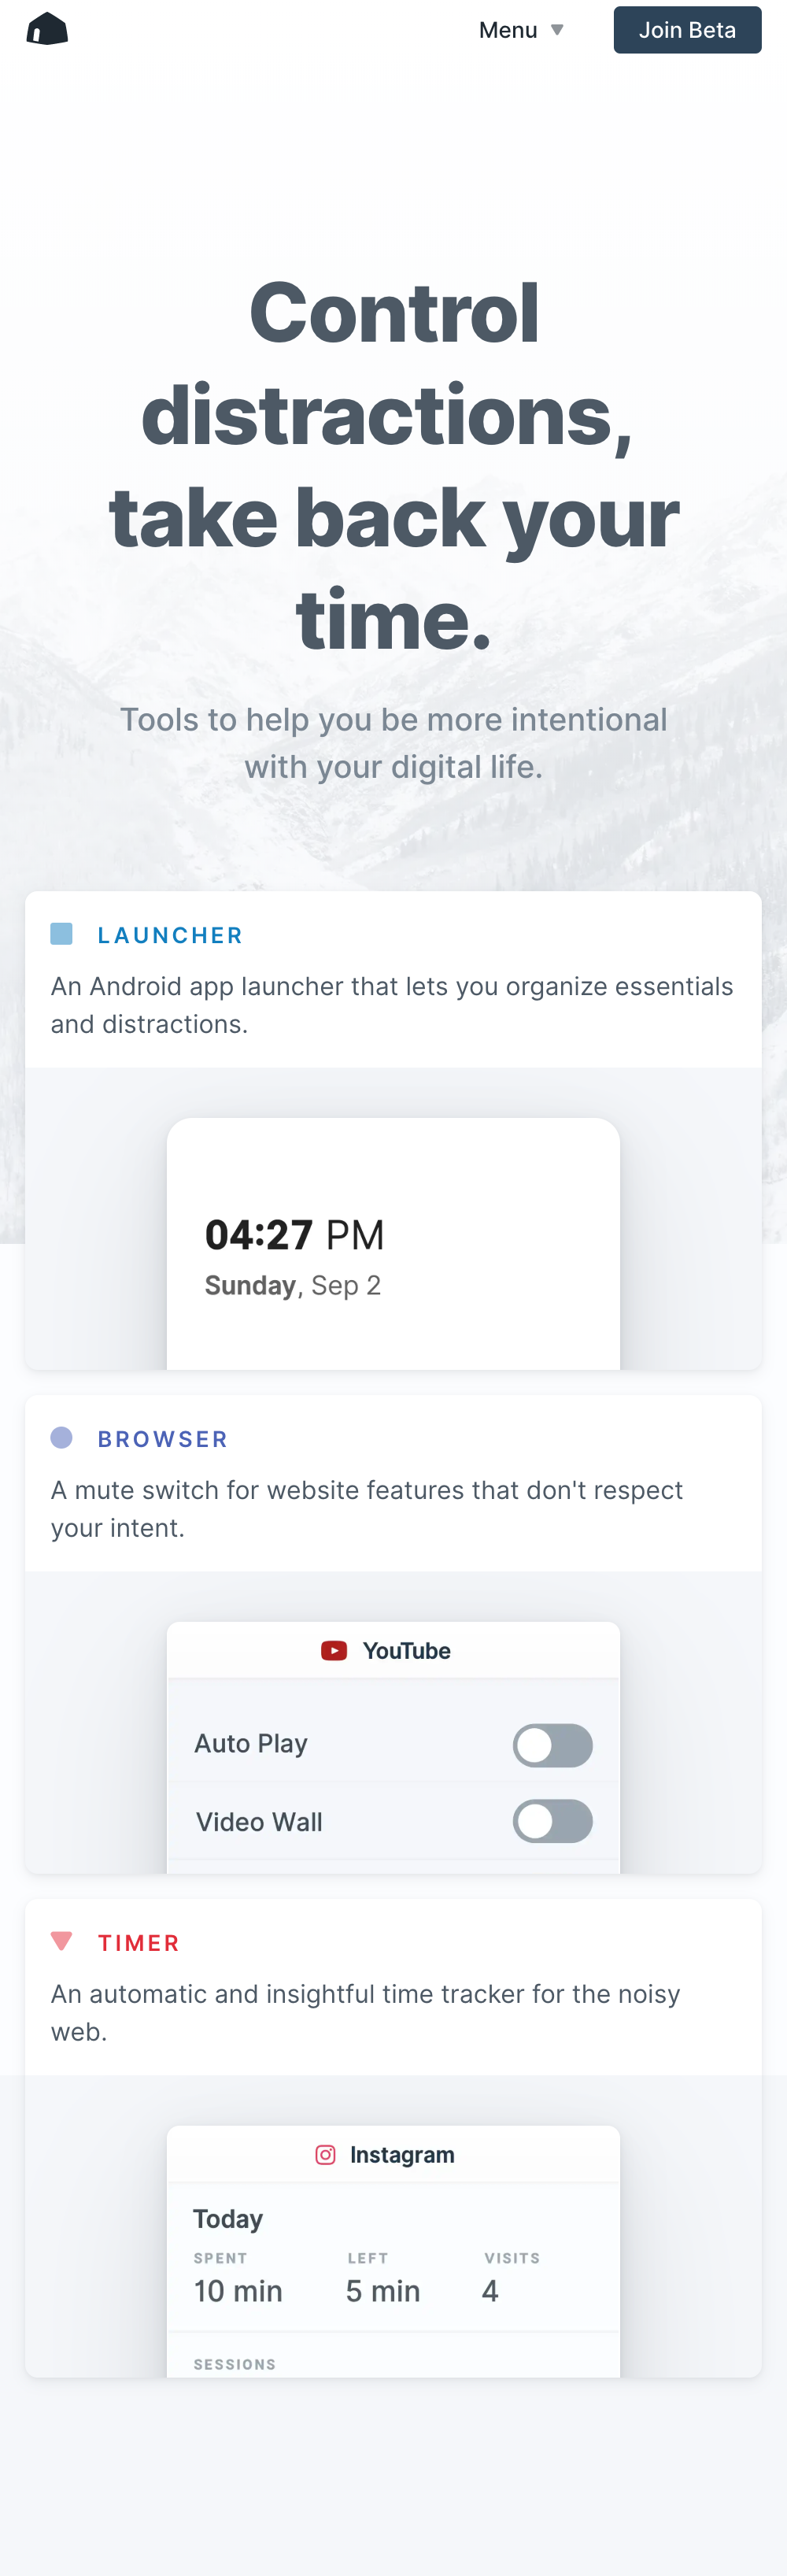 Menu
Join Beta
Control
distractions,
take back your
time.
Tools to help you be more intentional
with your digital life.
LAUNCHER
An Android app launcher that lets you organize essentials
and distractions.
04:27 PM
Sunday, Sep 2
BROWSER
A mute switch for website features that don't respect
your intent.
YouTube
Auto Play
Video Wall
TIMER
An automatic and insightful time tracker for the noisy
web.
Instagram
Today
SPENT LEFT VISITS
10 min 5 min 4
SESSIONS